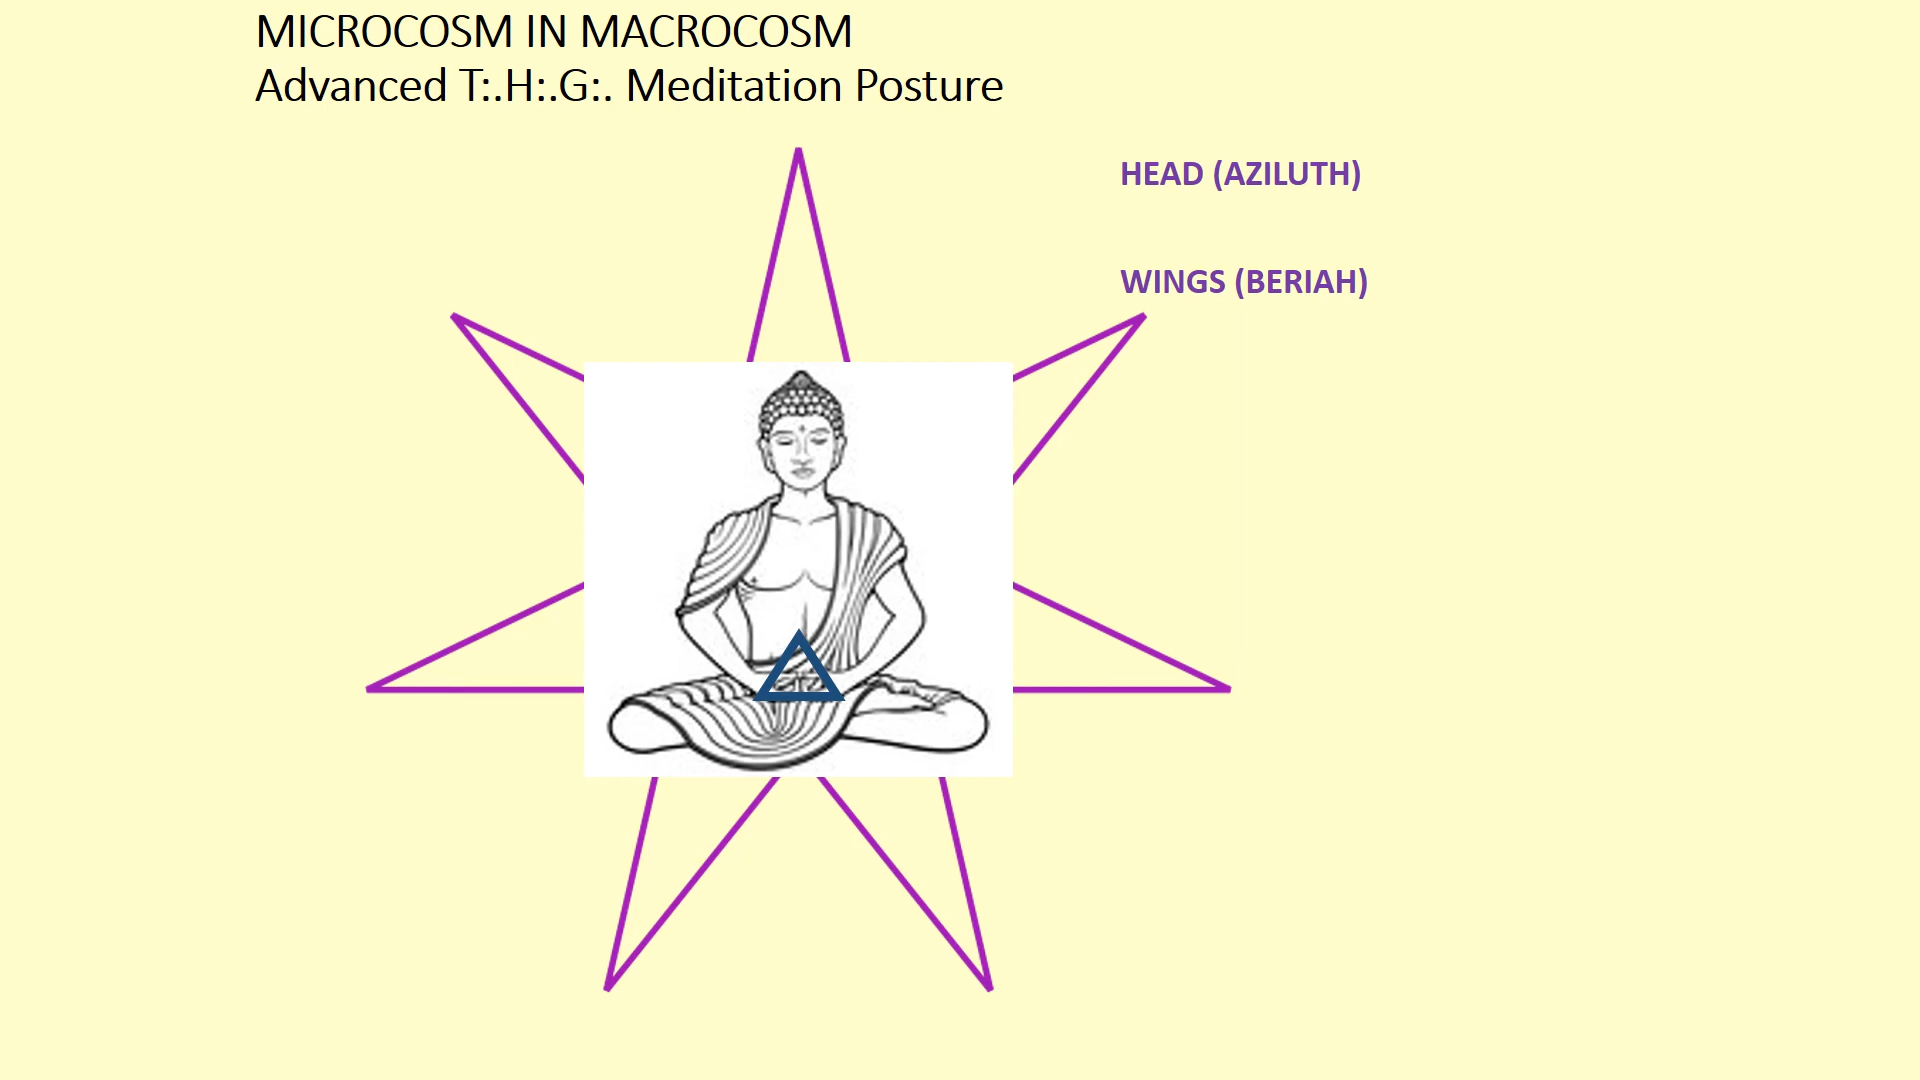 MICROCOSM IN MACROCOSM
Advanced T:.H:.G:. Meditation Posture
HEAD (AZILUTH)
WINGS (BERIAH)